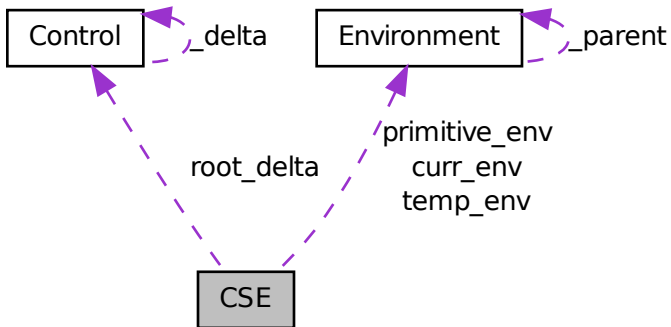 Control
_delta
Environment
_parent
root_delta
primitive_env
curr_env
temp_env
CSE